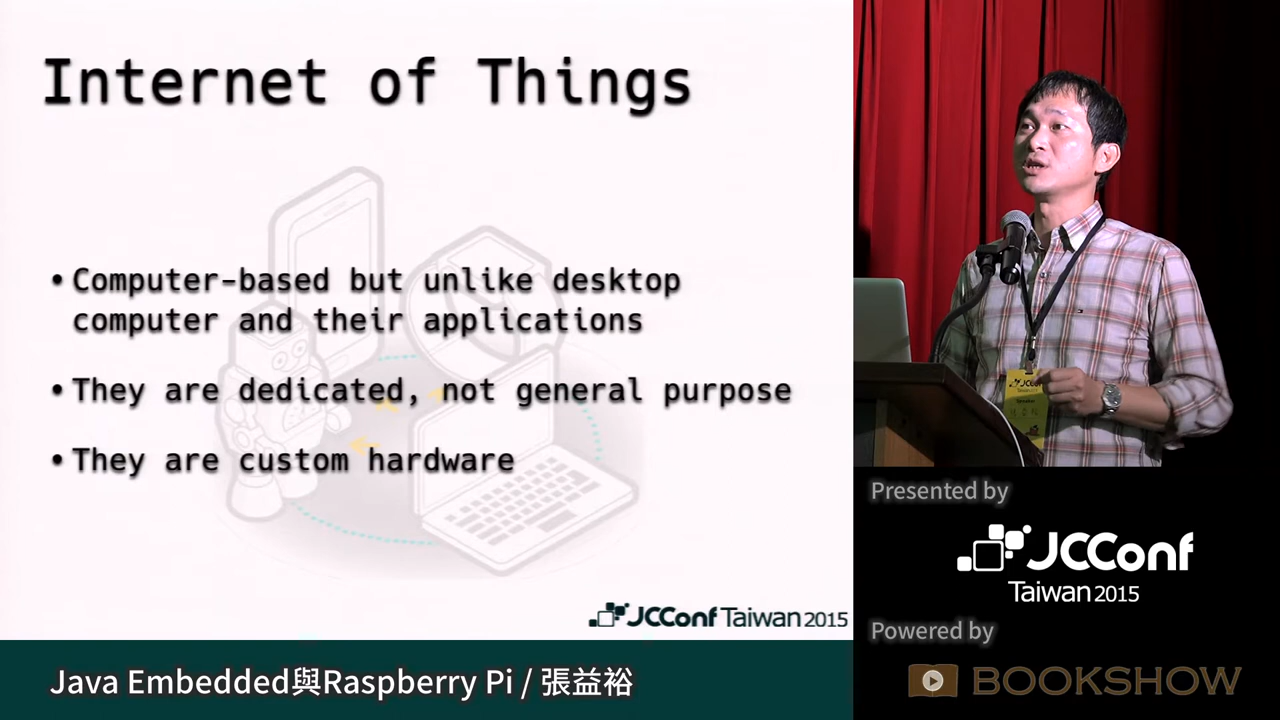 Internet of Things
• Computer-based but unlike desktop
computer and their applications
• They are dedicated, not general purpose
• They are custom hardware
JCConf Taiwan 2015
Java Embedded與Raspberry Pi / 張益裕
JCConf
Speaker
Presented by
JCConf
Taiwan 2015
Powered by
BOOKSHOW